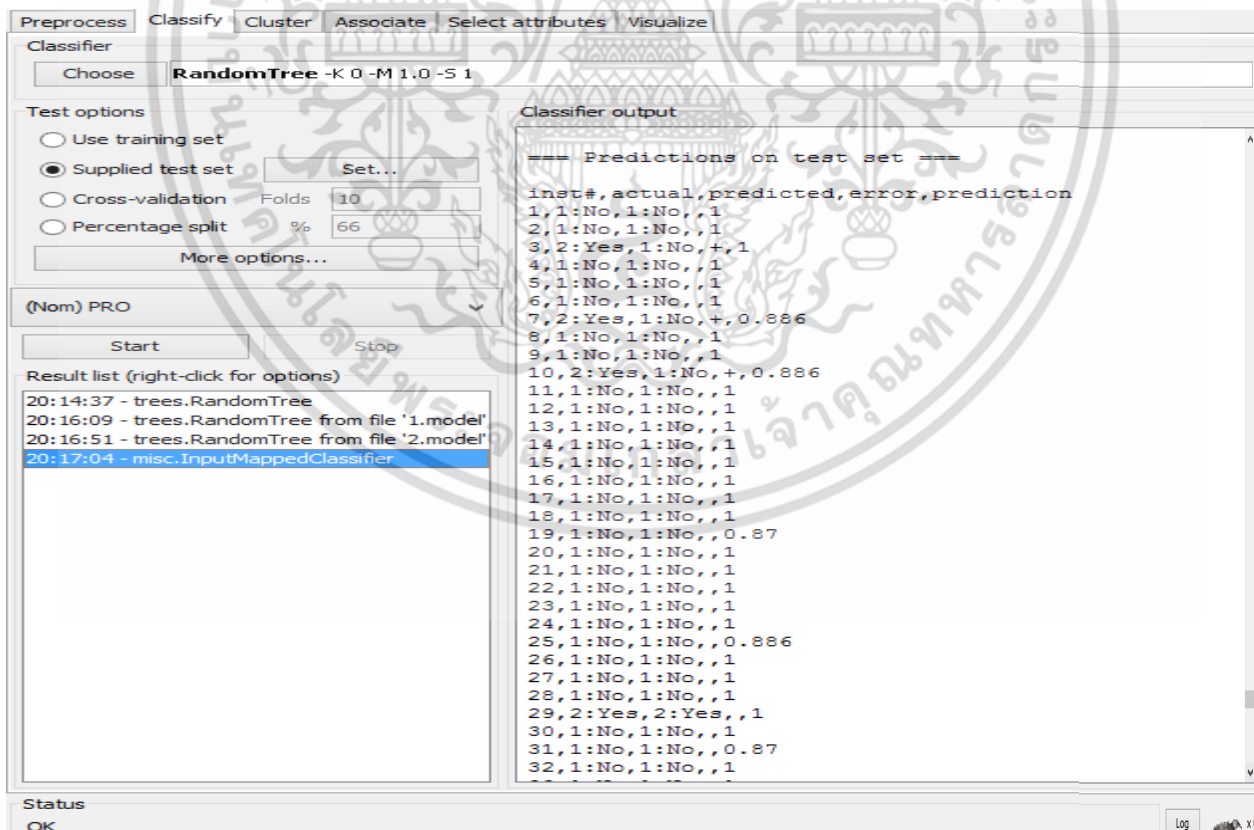 Preprocess Classify Cluster Associate Select attributes Visualize
Classifier
Choose RandomTree -K 0 -M 1.0 -S 1
Test options
Use training set
Supplied test set Set...
Cross-validation Folds 10
Percentage split % 66
More options...
(Nom) PRO
Start Stop
Result list (right-click for options)
20:14:37 - trees.RandomTree
20:16:09 - trees.RandomTree from file '1.model'
20:16:51 - trees.RandomTree from file '2.model'
20:17:04 - misc.InputMappedClassifier
Classifier output
=== Predictions on test set ===
inst#,actual,predicted,error,prediction
1,1:No,1:No,,1
2,1:No,1:No,,1
3,2:Yes,1:No,+,1
4,1:No,1:No,,1
5,1:No,1:No,,1
6,1:No,1:No,,1
7,2:Yes,1:No,+,0.886
8,1:No,1:No,,1
9,1:No,1:No,,1
10,2:Yes,1:No,+,0.886
11,1:No,1:No,,1
12,1:No,1:No,,1
13,1:No,1:No,,1
14,1:No,1:No,,1
15,1:No,1:No,,1
16,1:No,1:No,,1
17,1:No,1:No,,1
18,1:No,1:No,,1
19,1:No,1:No,,0.87
20,1:No,1:No,,1
21,1:No,1:No,,1
22,1:No,1:No,,1
23,1:No,1:No,,1
24,1:No,1:No,,1
25,1:No,1:No,,0.886
26,1:No,1:No,,1
27,1:No,1:No,,1
28,1:No,1:No,,1
29,2:Yes,2:Yes,,1
30,1:No,1:No,,1
31,1:No,1:No,,0.87
32,1:No,1:No,,1
Status
OK
Log
x